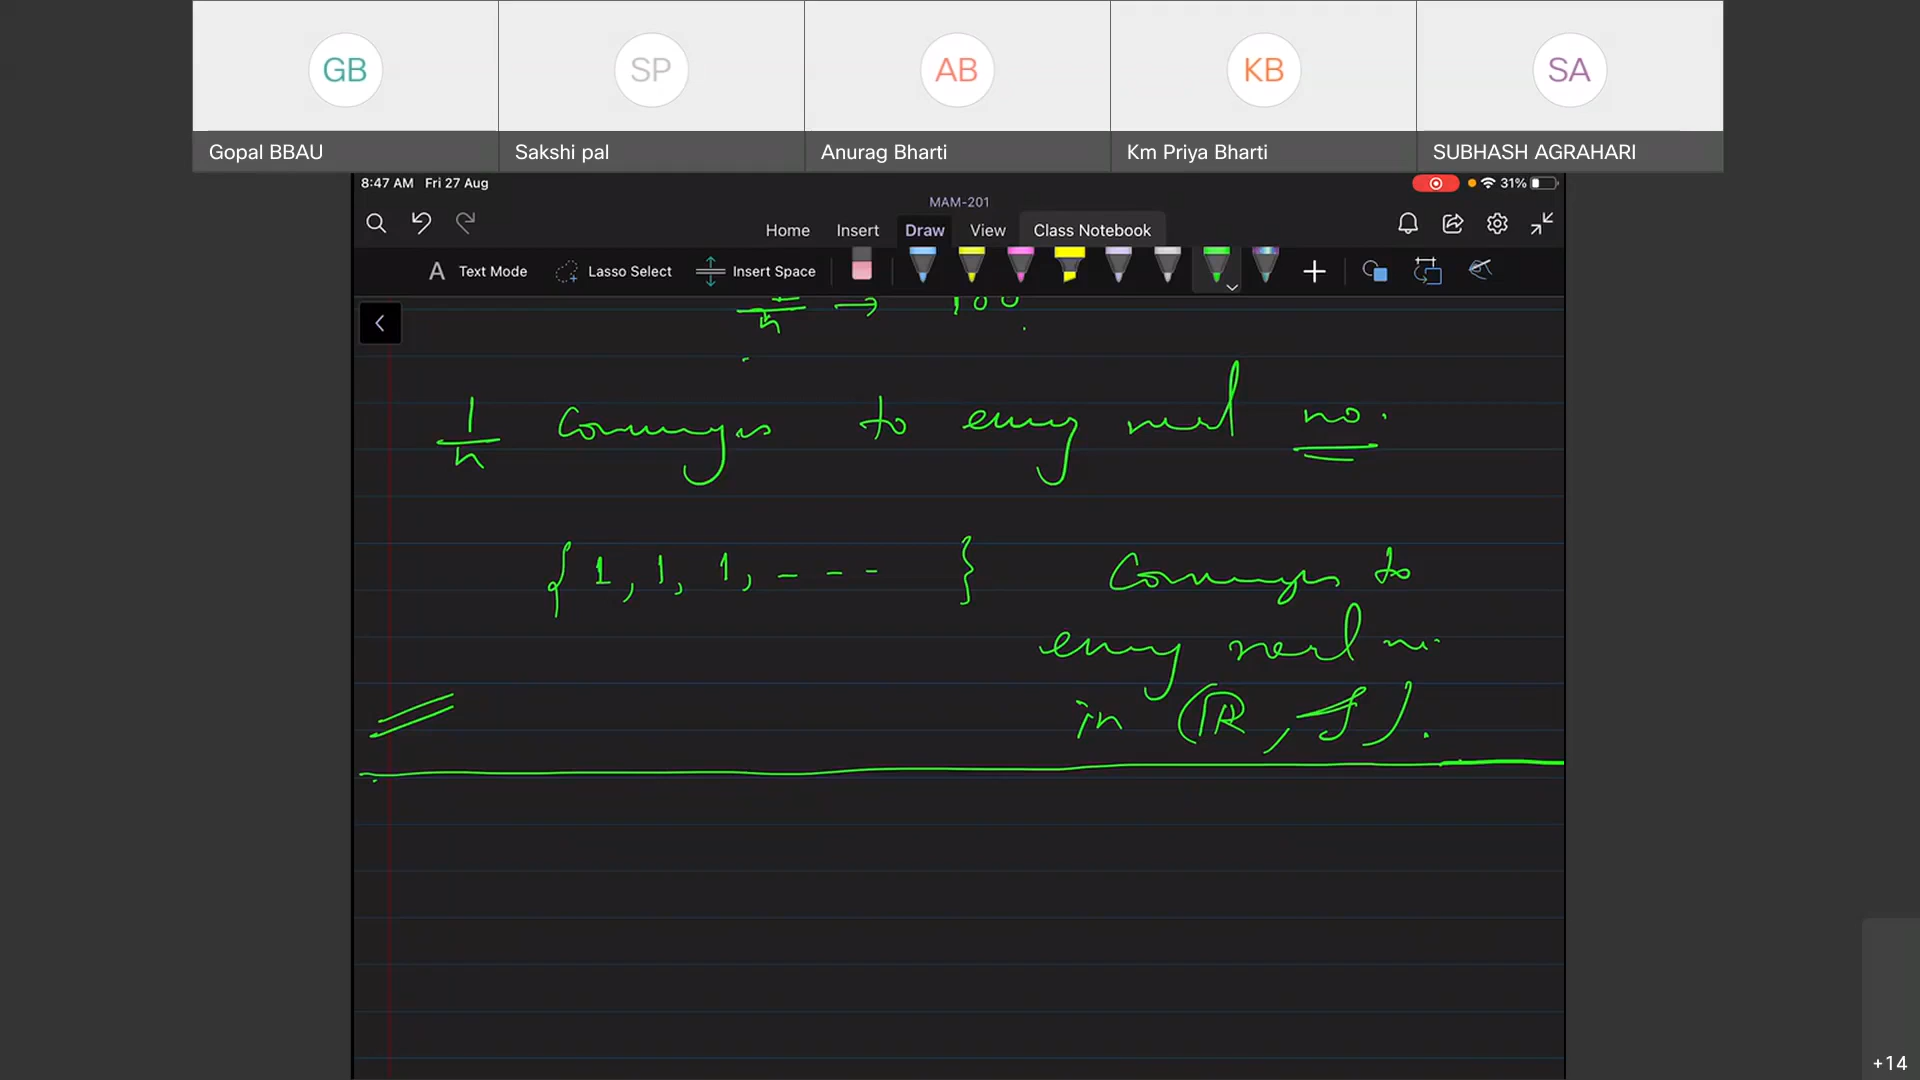 GB SP AB KB SA
Gopal BBAU Sakshi pal Anurag Bharti Km Priya Bharti SUBHASH AGRAHARI
8:47 AM Fri 27 Aug 31%
MAM-201
Home Insert Draw View Class Notebook
A Text Mode Lasso Select Insert Space
n → 100
1/n Converges to every real no.
{1, 1, 1, - - - } Converges to
every real no.
in (ℝ, 𝒥).
+14